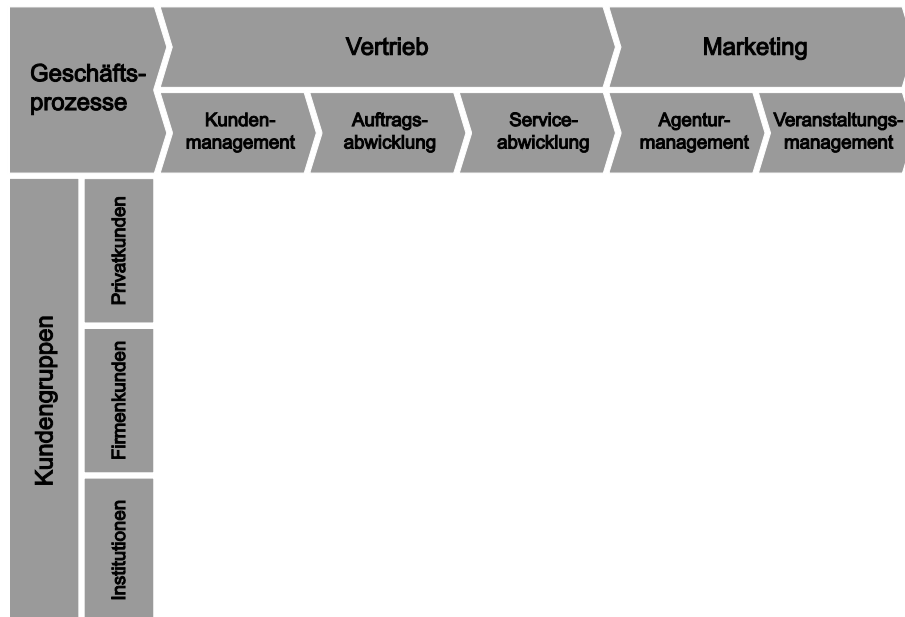 Geschäfts-
prozesse
Vertrieb
Marketing
Kunden-
management
Auftrags-
abwicklung
Service-
abwicklung
Agentur-
management
Veranstaltungs-
management
Kundengruppen
Privatkunden
Firmenkunden
Institutionen